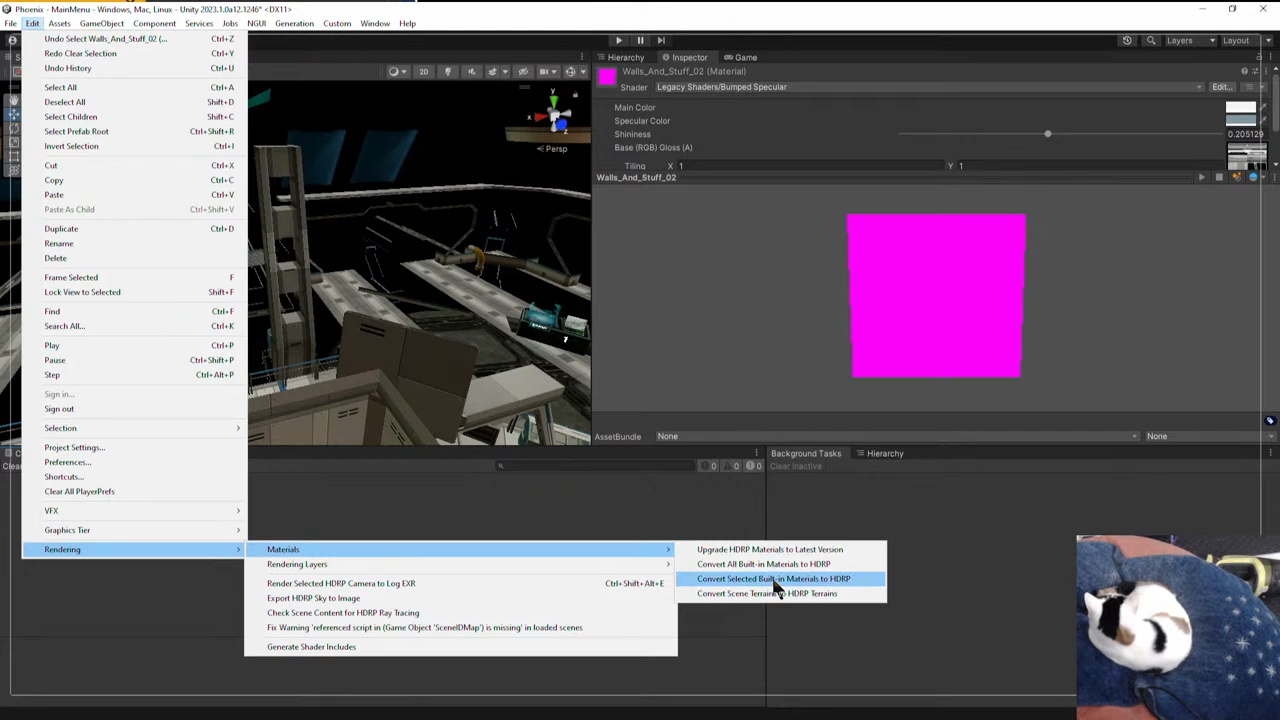 Phoenix - MainMenu - Windows, Mac, Linux - Unity 2023.1.0a12.1246* <DX11>
File Edit Assets GameObject Component Services Jobs NGUI Generation Custom Window Help
Layers Layout
Undo Select Walls_And_Stuff_02 (... Ctrl+Z
Redo Clear Selection Ctrl+Y
Undo History Ctrl+U
Select All Ctrl+A
Deselect All Shift+D
Select Children Shift+C
Select Prefab Root Ctrl+Shift+R
Invert Selection Ctrl+I
Cut Ctrl+X
Copy Ctrl+C
Paste Ctrl+V
Paste As Child Ctrl+Shift+V
Duplicate Ctrl+D
Rename
Delete
Frame Selected F
Lock View to Selected Shift+F
Find Ctrl+F
Search All... Ctrl+K
Play Ctrl+P
Pause Ctrl+Shift+P
Step Ctrl+Alt+P
Sign in...
Sign out
Selection
Project Settings...
Preferences...
Shortcuts...
Clear All PlayerPrefs
VFX
Graphics Tier
Rendering
Materials
Rendering Layers
Render Selected HDRP Camera to Log EXR Ctrl+Shift+Alt+E
Export HDRP Sky to Image
Check Scene Content for HDRP Ray Tracing
Fix Warning 'referenced script in (Game Object 'SceneIDMap') is missing' in loaded scenes
Generate Shader Includes
Upgrade HDRP Materials to Latest Version
Convert All Built-in Materials to HDRP
Convert Selected Built-in Materials to HDRP
Convert Scene Terrains to HDRP Terrains
2D
y
x
z
Persp
Hierarchy Inspector Game
Walls_And_Stuff_02 (Material)
Shader Legacy Shaders/Bumped Specular Edit...
Main Color
Specular Color
Shininess 0.205129
Base (RGB) Gloss (A)
Tiling X 1 Y 1
Walls_And_Stuff_02
AssetBundle None None
0 0 0
Background Tasks Hierarchy
Clear Inactive